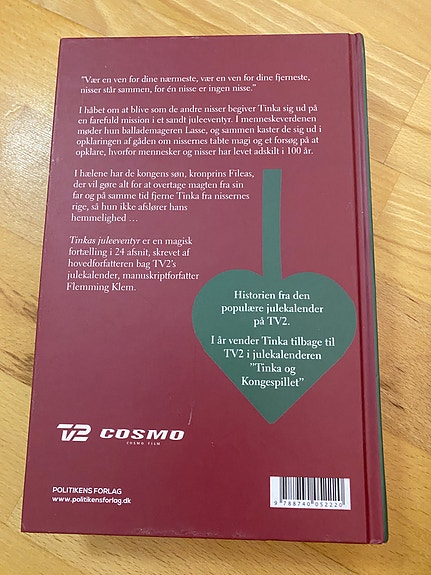 "Vær en ven for dine nærmeste, vær en ven for dine fjerneste,
nisser står sammen, for én nisse er ingen nisse."
I håbet om at blive som de andre nisser begiver Tinka sig ud på
en farefuld mission i et sandt juleeventyr. I menneskeverdenen
møder hun ballademageren Lasse, og sammen kaster de sig ud i
opklaringen af gåden om nissernes tabte magi og et forsøg på at
opklare, hvorfor mennesker og nisser har levet adskilt i 100 år.
I hælene har de kongens søn, kronprins Fileas,
der vil gøre alt for at overtage magten fra sin
far og på samme tid fjerne Tinka fra nissernes
rige, så hun ikke afslører hans
hemmelighed ...
Tinkas juleeventyr er en magisk
fortælling i 24 afsnit, skrevet af
hovedforfatteren bag TV2's
julekalender, manuskriptforfatter
Flemming Klem.
Historien fra den
populære julekalender
på TV2.
I år vender Tinka tilbage til
TV2 i julekalenderen
"Tinka og
Kongespillet"
TV2 COSMO
COSMO FILM
POLITIKENS FORLAG
www.politikensforlag.dk
9 788740 052220